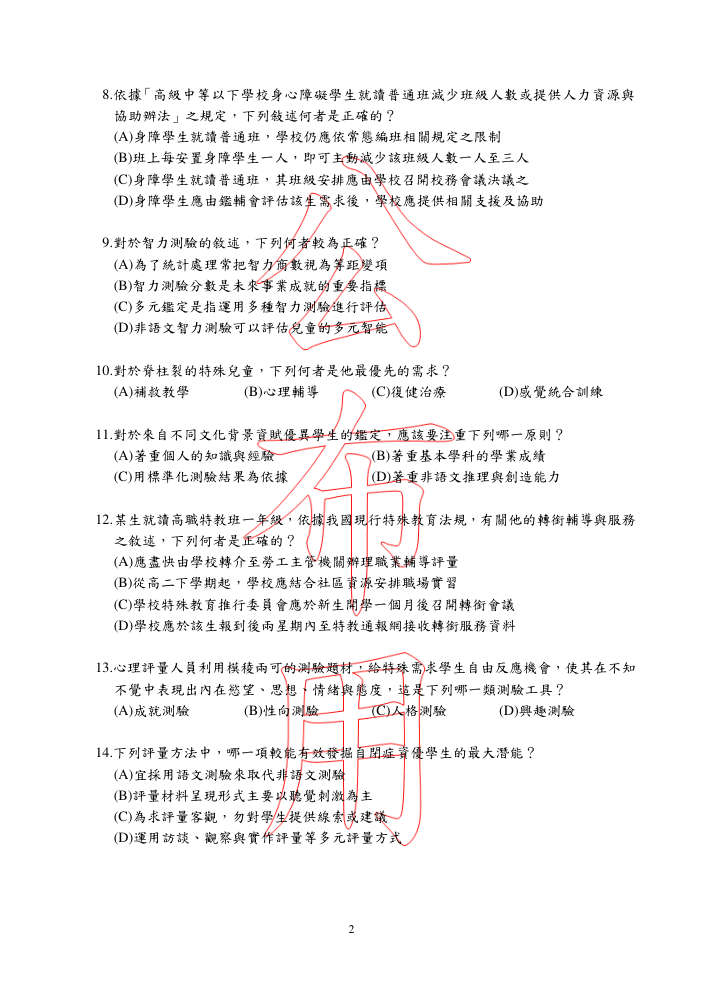 8.依據「高級中等以下學校身心障礙學生就讀普通班減少班級人數或提供人力資源與
協助辦法」之規定，下列敍述何者是正確的？
(A)身障學生就讀普通班，學校仍應依常態編班相關規定之限制
(B)班上每安置身障學生一人，即可主動減少該班級人數一人至三人
(C)身障學生就讀普通班，其班級安排應由學校召開校務會議決議之
(D)身障學生應由鑑輔會評估該生需求後，學校應提供相關支援及協助
9.對於智力測驗的敘述，下列何者較為正確？
(A)為了統計處理常把智力商數視為等距變項
(B)智力測驗分數是未來事業成就的重要指標
(C)多元鑑定是指運用多種智力測驗進行評估
(D)非語文智力測驗可以評估兒童的多元智能
10.對於脊柱裂的特殊兒童，下列何者是他最優先的需求？
(A)補救教學 (B)心理輔導 (C)復健治療 (D)感覺統合訓練
11.對於來自不同文化背景資賦優異學生的鑑定，應該要注重下列哪一原則？
(A)著重個人的知識與經驗 (B)著重基本學科的學業成績
(C)用標準化測驗結果為依據 (D)著重非語文推理與創造能力
12.某生就讀高職特教班一年級，依據我國現行特殊教育法規，有關他的轉銜輔導與服務
之敘述，下列何者是正確的？
(A)應盡快由學校轉介至勞工主管機關辦理職業輔導評量
(B)從高二下學期起，學校應結合社區資源安排職場實習
(C)學校特殊教育推行委員會應於新生開學一個月後召開轉銜會議
(D)學校應於該生報到後兩星期內至特教通報網接收轉銜服務資料
13.心理評量人員利用模稜兩可的測驗題材，給特殊需求學生自由反應機會，使其在不知
不覺中表現出內在慾望、思想、情緒與態度，這是下列哪一類測驗工具？
(A)成就測驗 (B)性向測驗 (C)人格測驗 (D)興趣測驗
14.下列評量方法中，哪一項較能有效發掘自閉症資優學生的最大潛能？
(A)宜採用語文測驗來取代非語文測驗
(B)評量材料呈現形式主要以聽覺刺激為主
(C)為求評量客觀，勿對學生提供線索或建議
(D)運用訪談、觀察與實作評量等多元評量方式
公布用
2